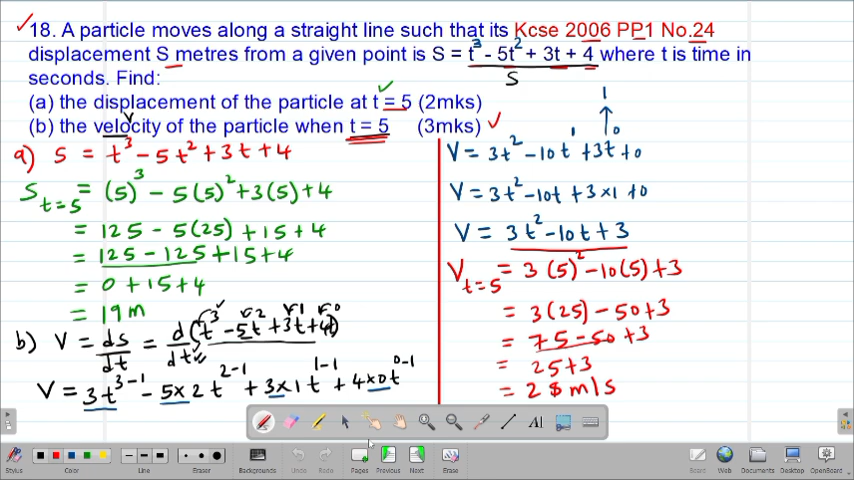 ✓18. A particle moves along a straight line such that its Kcse 2006 PP1 No.24
displacement S metres from a given point is S = t³ - 5t² + 3t + 4 where t is time in
S
seconds. Find:
(a) the displacement of the particle at t = 5 (2mks)
(b) the velocity of the particle when t = 5 (3mks) ✓
a) S = t³ - 5t² + 3t + 4
S t=5 = (5)³ - 5(5)² + 3(5) + 4
= 125 - 5(25) + 15 + 4
= 125 - 125 + 15 + 4
= 0 + 15 + 4
= 19 m
b) V = ds/dt = d/dt (t³ - 5t² + 3t¹ + 4t⁰)
V = 3t³⁻¹ - 5×2t²⁻¹ + 3×1t¹⁻¹ + 4×0t⁰⁻¹
1
V = 3t² - 10t¹ + 3t⁰ + 0
V = 3t² - 10t + 3×1 + 0
V = 3t² - 10t + 3
V t=5 = 3(5)² - 10(5) + 3
= 3(25) - 50 + 3
= 75 - 50 + 3
= 25 + 3
= 28 m/s
Stylus
Color
Line
Eraser
Backgrounds
Undo
Redo
Pages
Previous
Next
Erase
Board
Web
Documents
Desktop
OpenBoard